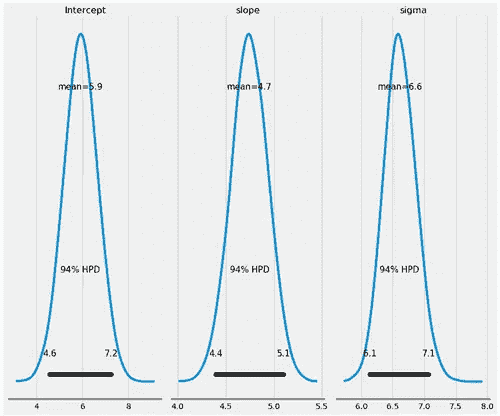 Intercept
mean=5.9
94% HPD
4.6 7.2
4 6 8
slope
mean=4.7
94% HPD
4.4 5.1
4.0 4.5 5.0 5.5
sigma
mean=6.6
94% HPD
6.1 7.1
6.0 6.5 7.0 7.5 8.0